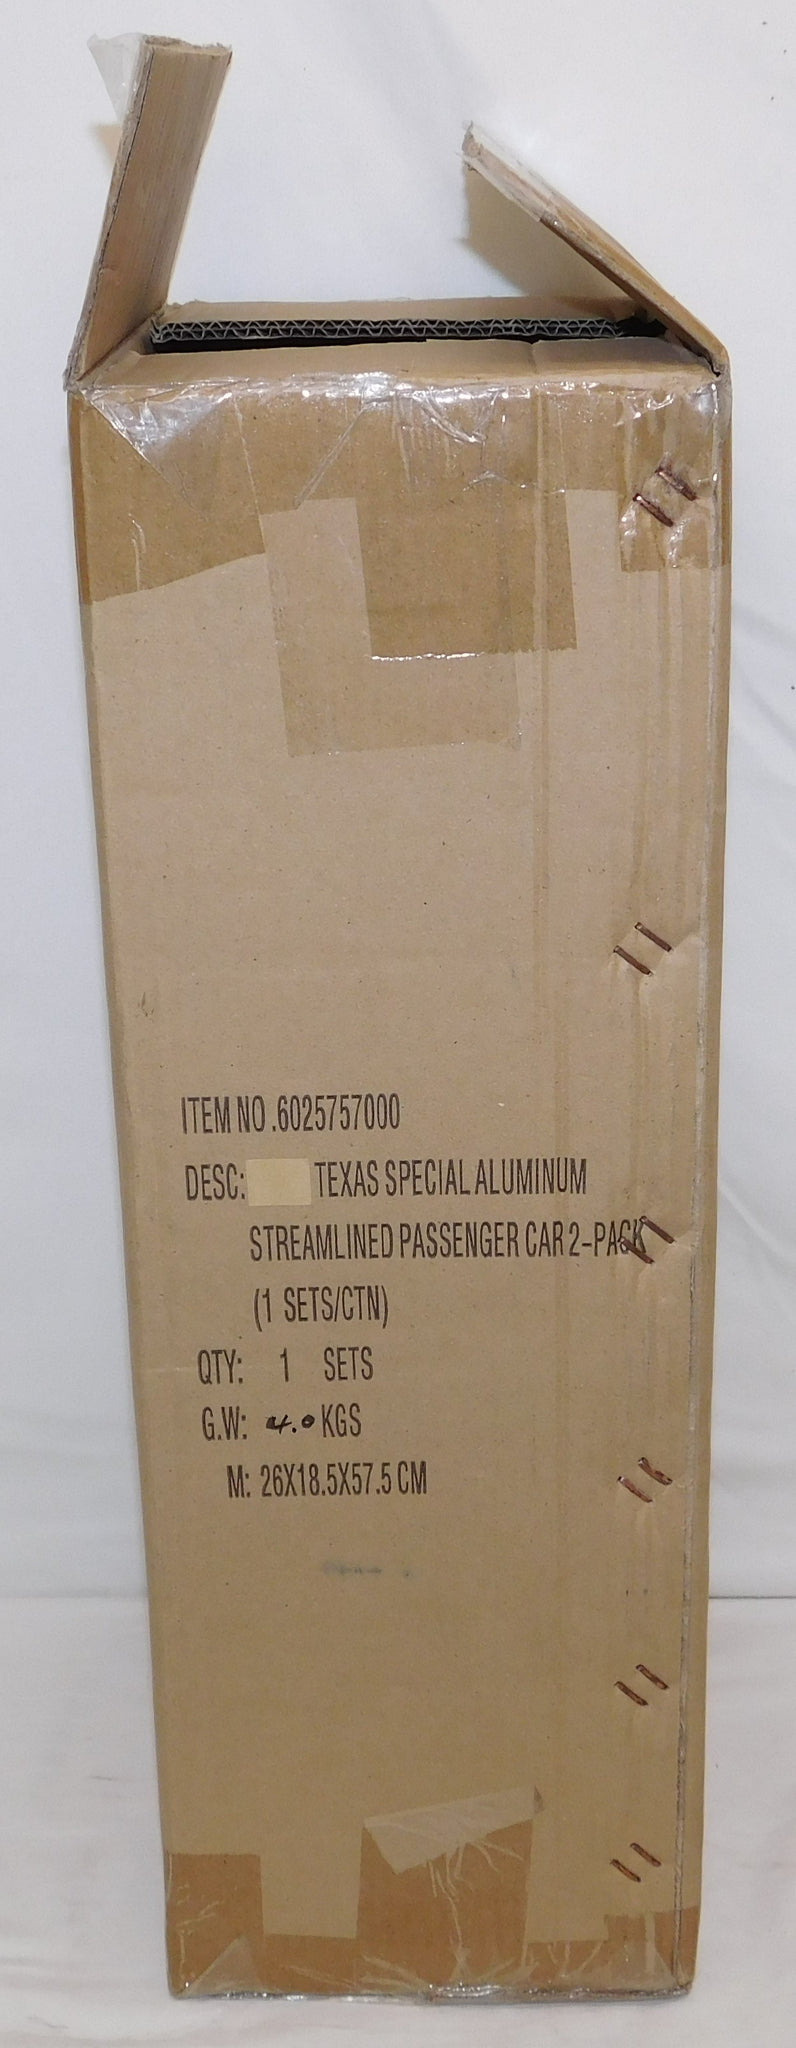 ITEM NO.6025757000
DESC: TEXAS SPECIAL ALUMINUM
STREAMLINED PASSENGER CAR 2-PACK
(1 SETS/CTN)
QTY: 1 SETS
G.W: 4.0 KGS
M: 26X18.5X57.5 CM